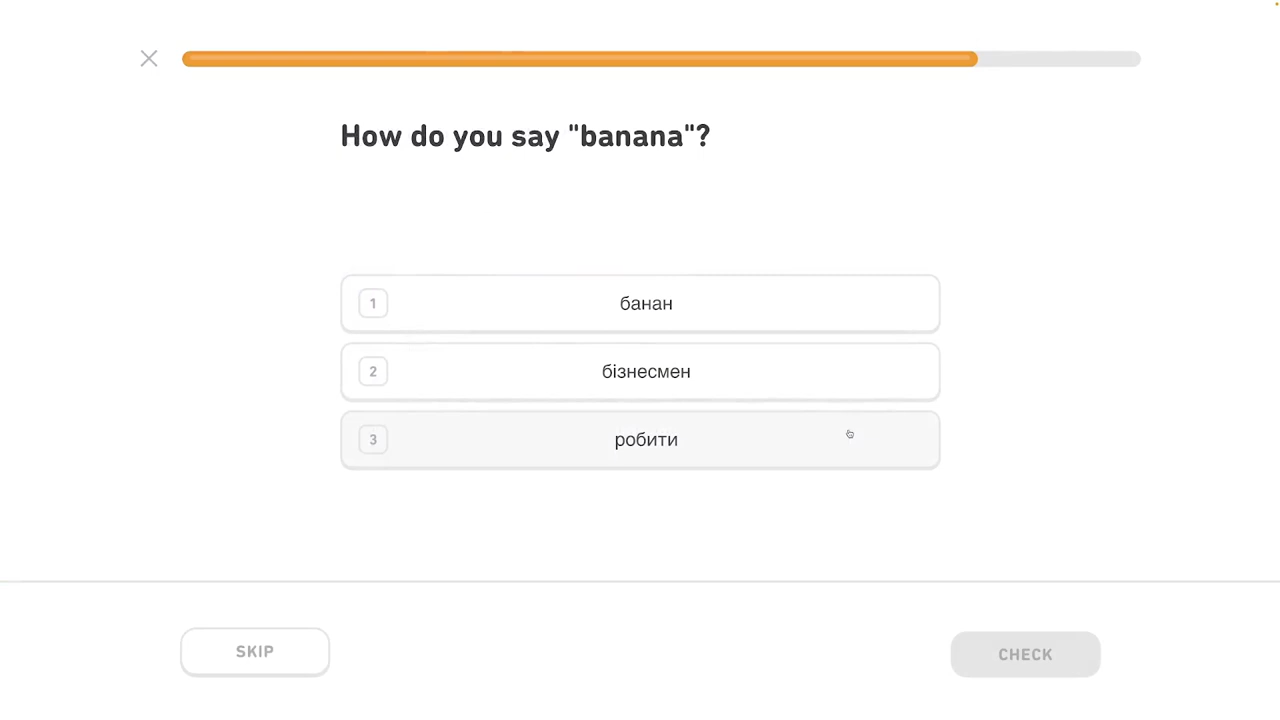 How do you say "banana"?
1 банан
2 бізнесмен
3 робити
SKIP
CHECK